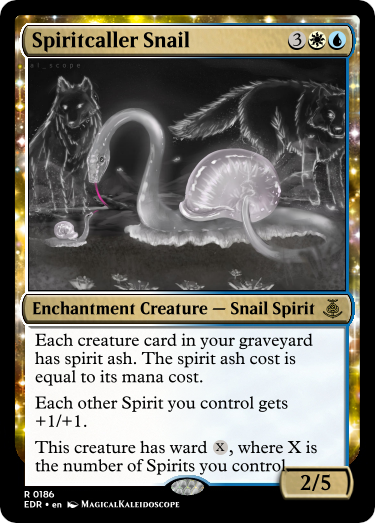 Spiritcaller Snail 3
al_scope
Enchantment Creature — Snail Spirit
Each creature card in your graveyard
has spirit ash. The spirit ash cost is
equal to its mana cost.
Each other Spirit you control gets
+1/+1.
This creature has ward X, where X is
the number of Spirits you control.
2/5
R 0186
EDR • en MagicalKaleidoscope